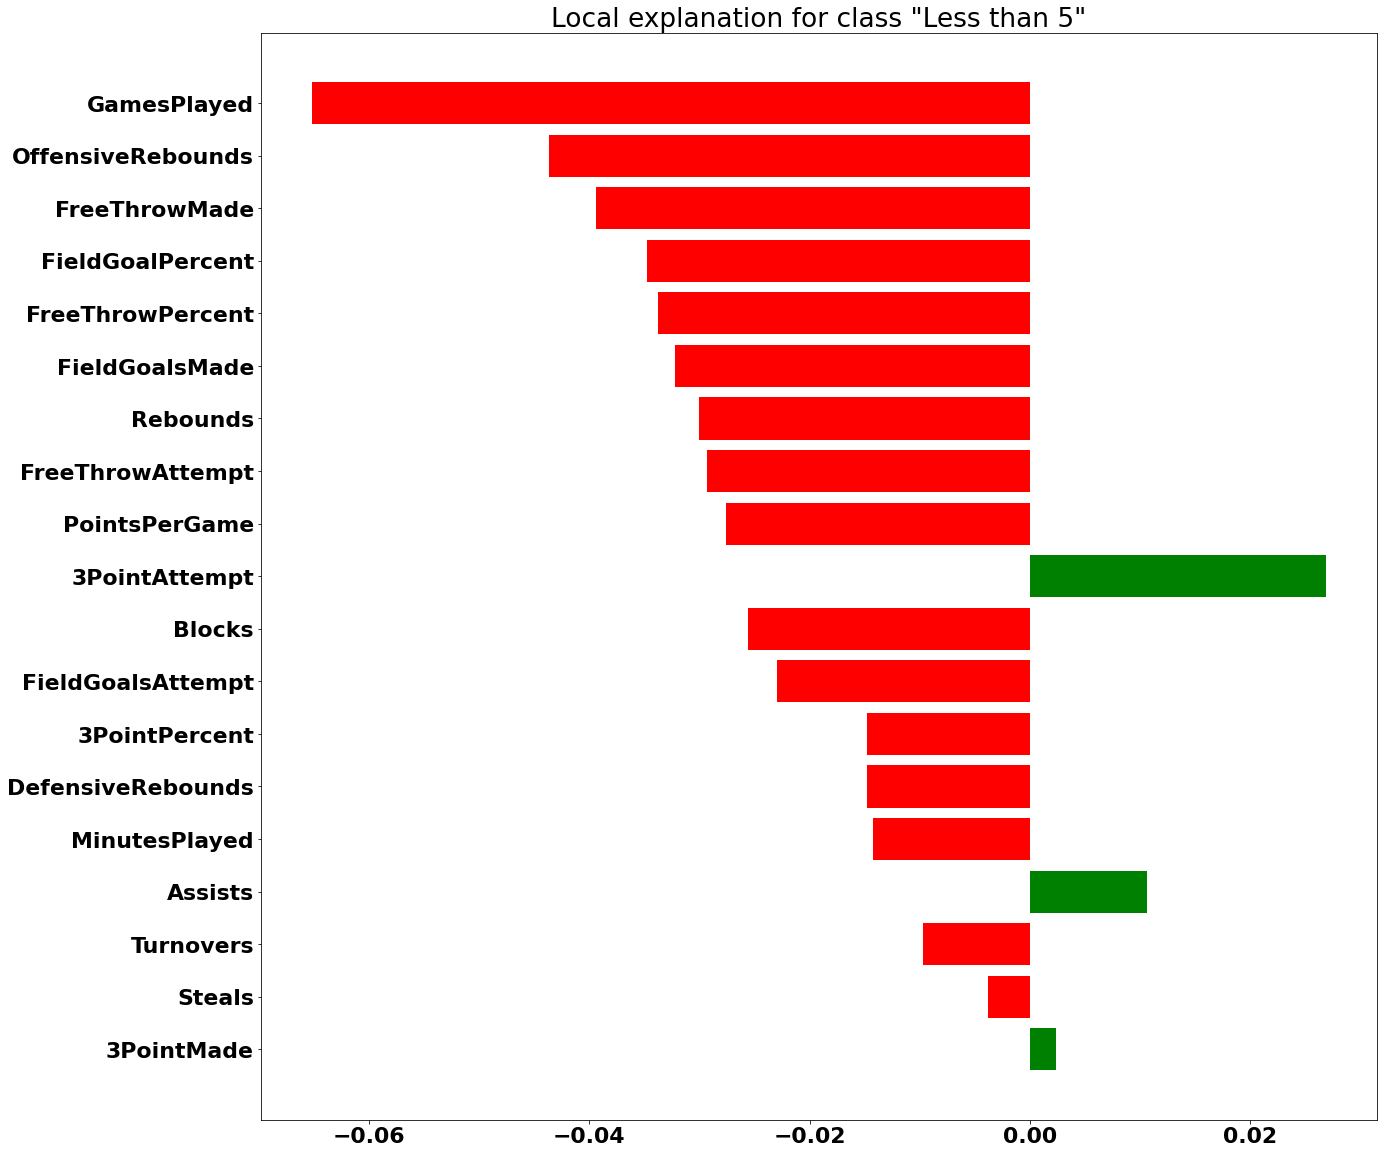 Local explanation for class "Less than 5"
GamesPlayed
OffensiveRebounds
FreeThrowMade
FieldGoalPercent
FreeThrowPercent
FieldGoalsMade
Rebounds
FreeThrowAttempt
PointsPerGame
3PointAttempt
Blocks
FieldGoalsAttempt
3PointPercent
DefensiveRebounds
MinutesPlayed
Assists
Turnovers
Steals
3PointMade
−0.06 −0.04 −0.02 0.00 0.02